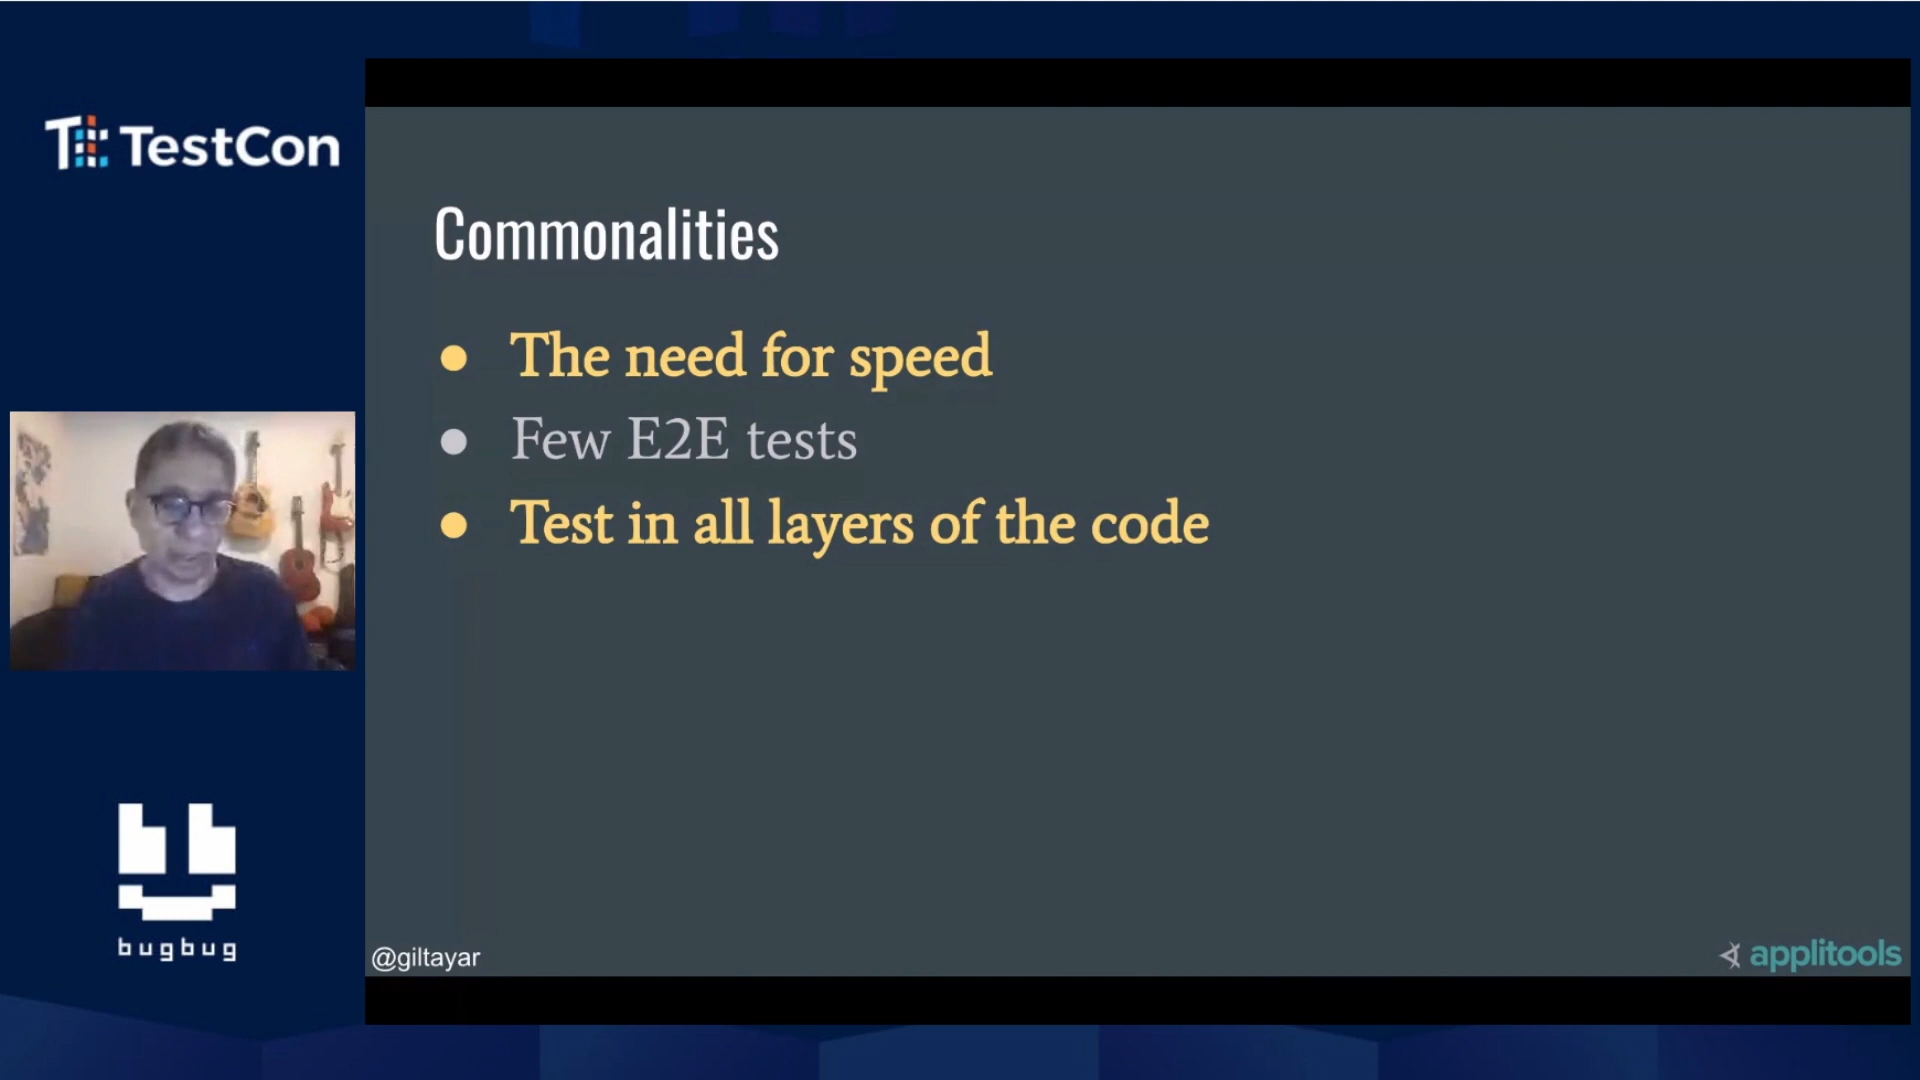 TestCon
Commonalities
● The need for speed
● Few E2E tests
● Test in all layers of the code
bugbug
@giltayar
applitools